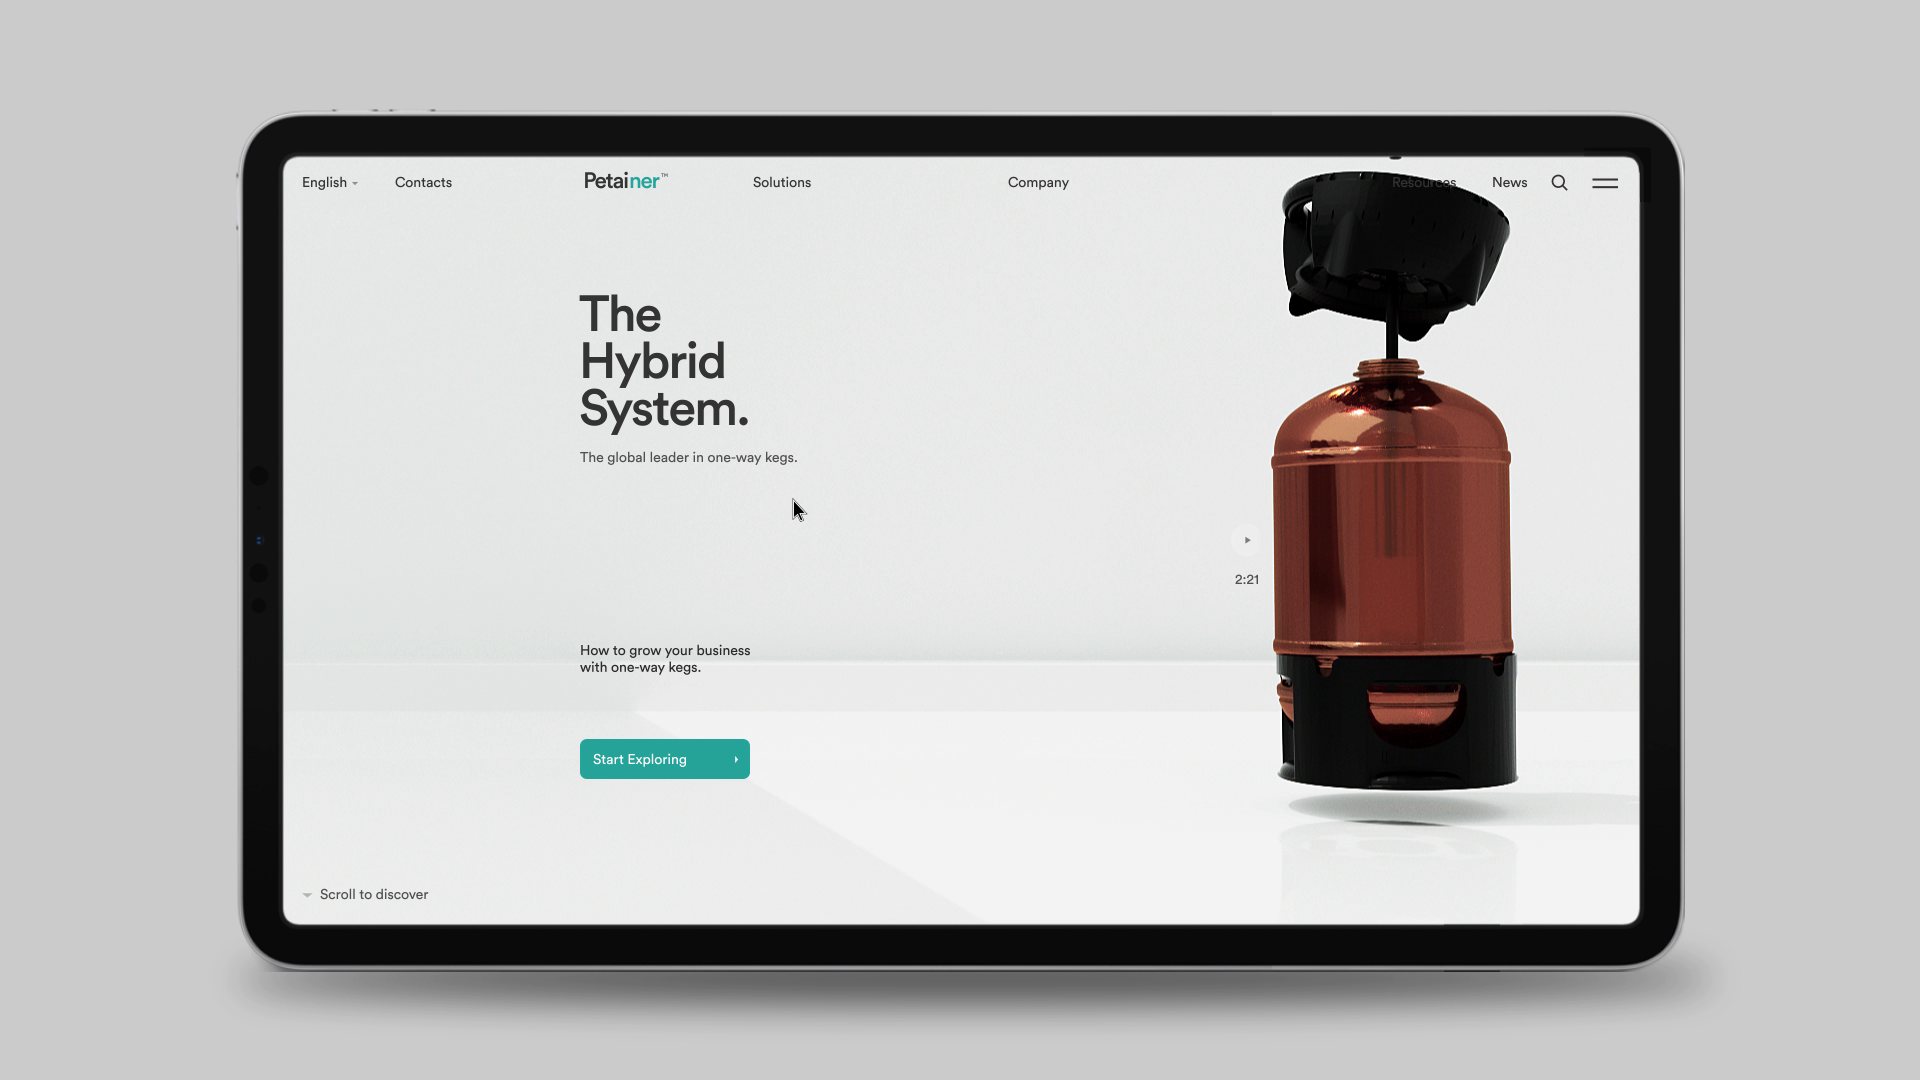 English
Contacts
Petainer™
Solutions
Company
Resources
News
The
Hybrid
System.
The global leader in one-way kegs.
2:21
How to grow your business
with one-way kegs.
Start Exploring
Scroll to discover